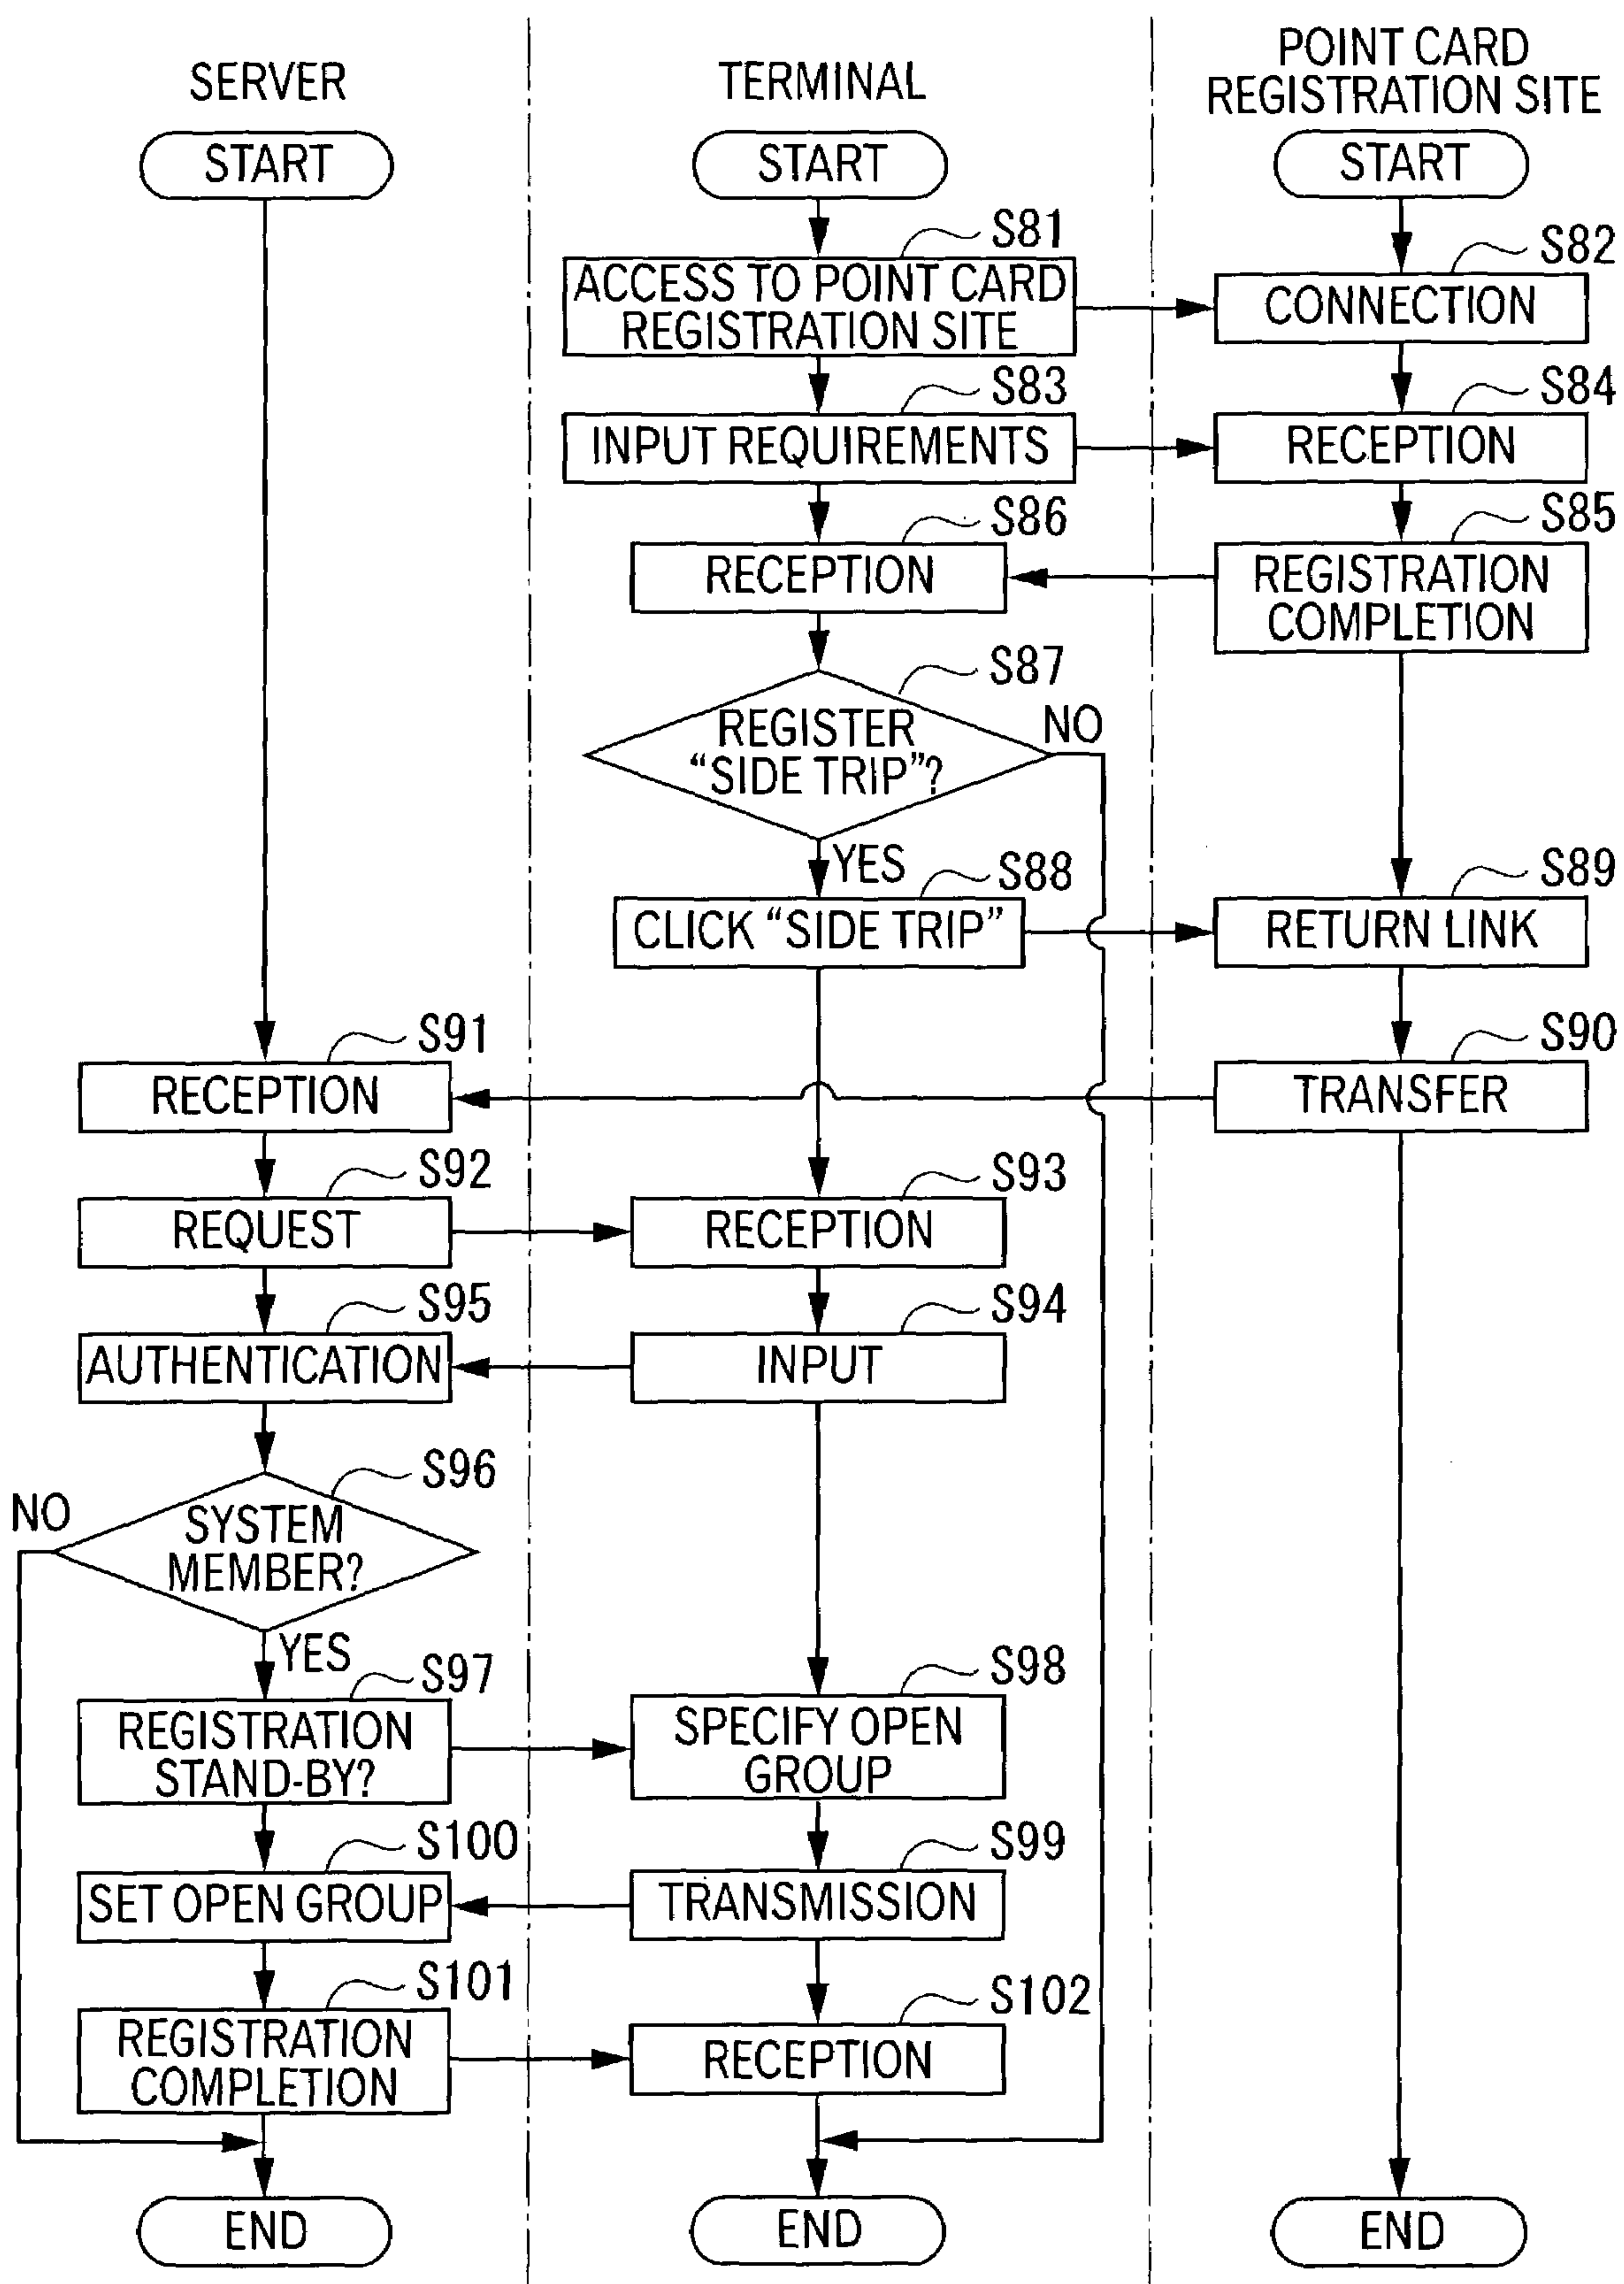 SERVER
TERMINAL
POINT CARD
REGISTRATION SITE
START
START
START
S81
ACCESS TO POINT CARD
REGISTRATION SITE
S82
CONNECTION
S83
INPUT REQUIREMENTS
S84
RECEPTION
S86
RECEPTION
S85
REGISTRATION
COMPLETION
S87
REGISTER
“SIDE TRIP”?
NO
YES
S88
CLICK “SIDE TRIP”
S89
RETURN LINK
S91
RECEPTION
S90
TRANSFER
S92
REQUEST
S93
RECEPTION
S95
AUTHENTICATION
S94
INPUT
S96
NO
SYSTEM
MEMBER?
YES
S97
REGISTRATION
STAND-BY?
S98
SPECIFY OPEN
GROUP
S100
SET OPEN GROUP
S99
TRANSMISSION
S101
REGISTRATION
COMPLETION
S102
RECEPTION
END
END
END